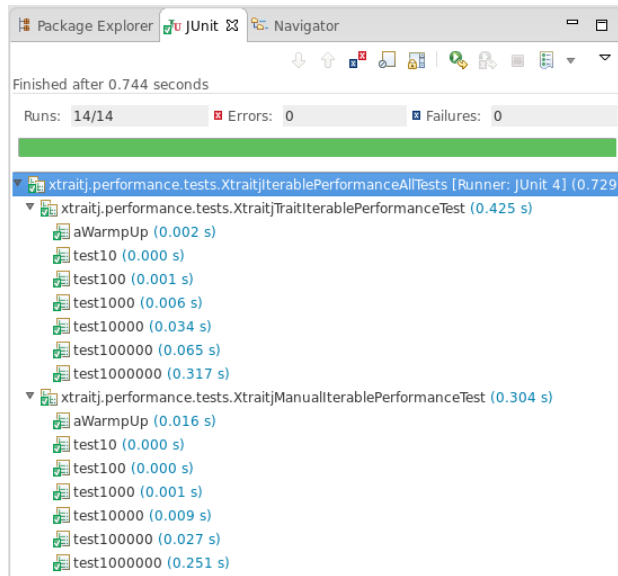 Package Explorer JUnit Navigator
Finished after 0.744 seconds
Runs: 14/14 Errors: 0 Failures: 0
xtraitj.performance.tests.XtraitjIterablePerformanceAllTests [Runner: JUnit 4] (0.729
xtraitj.performance.tests.XtraitjTraitIterablePerformanceTest (0.425 s)
aWarmpUp (0.002 s)
test10 (0.000 s)
test100 (0.001 s)
test1000 (0.006 s)
test10000 (0.034 s)
test100000 (0.065 s)
test1000000 (0.317 s)
xtraitj.performance.tests.XtraitjManualIterablePerformanceTest (0.304 s)
aWarmpUp (0.016 s)
test10 (0.000 s)
test100 (0.000 s)
test1000 (0.001 s)
test10000 (0.009 s)
test100000 (0.027 s)
test1000000 (0.251 s)